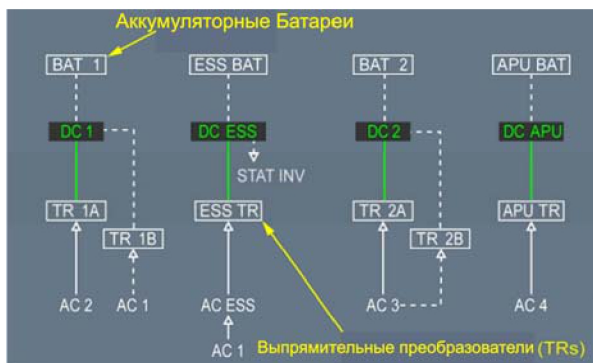 Аккумуляторные Батареи
BAT 1 ESS BAT BAT 2 APU BAT
DC 1 DC ESS DC 2 DC APU
STAT INV
TR 1A ESS TR TR 2A APU TR
TR 1B TR 2B
AC 2 AC 1 AC ESS AC 3 AC 4
AC 1 Выпрямительные преобразователи (TRs)